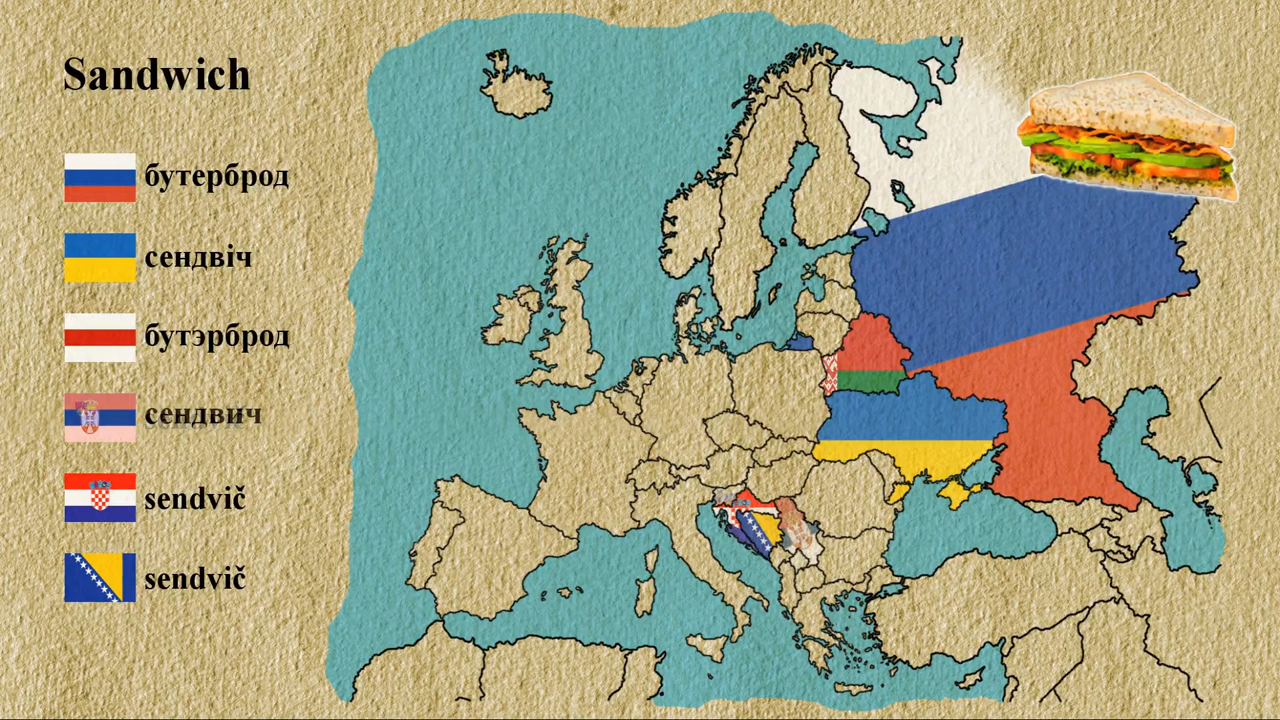 Sandwich
бутерброд
сендвіч
бутэрброд
сендвич
sendvič
sendvič